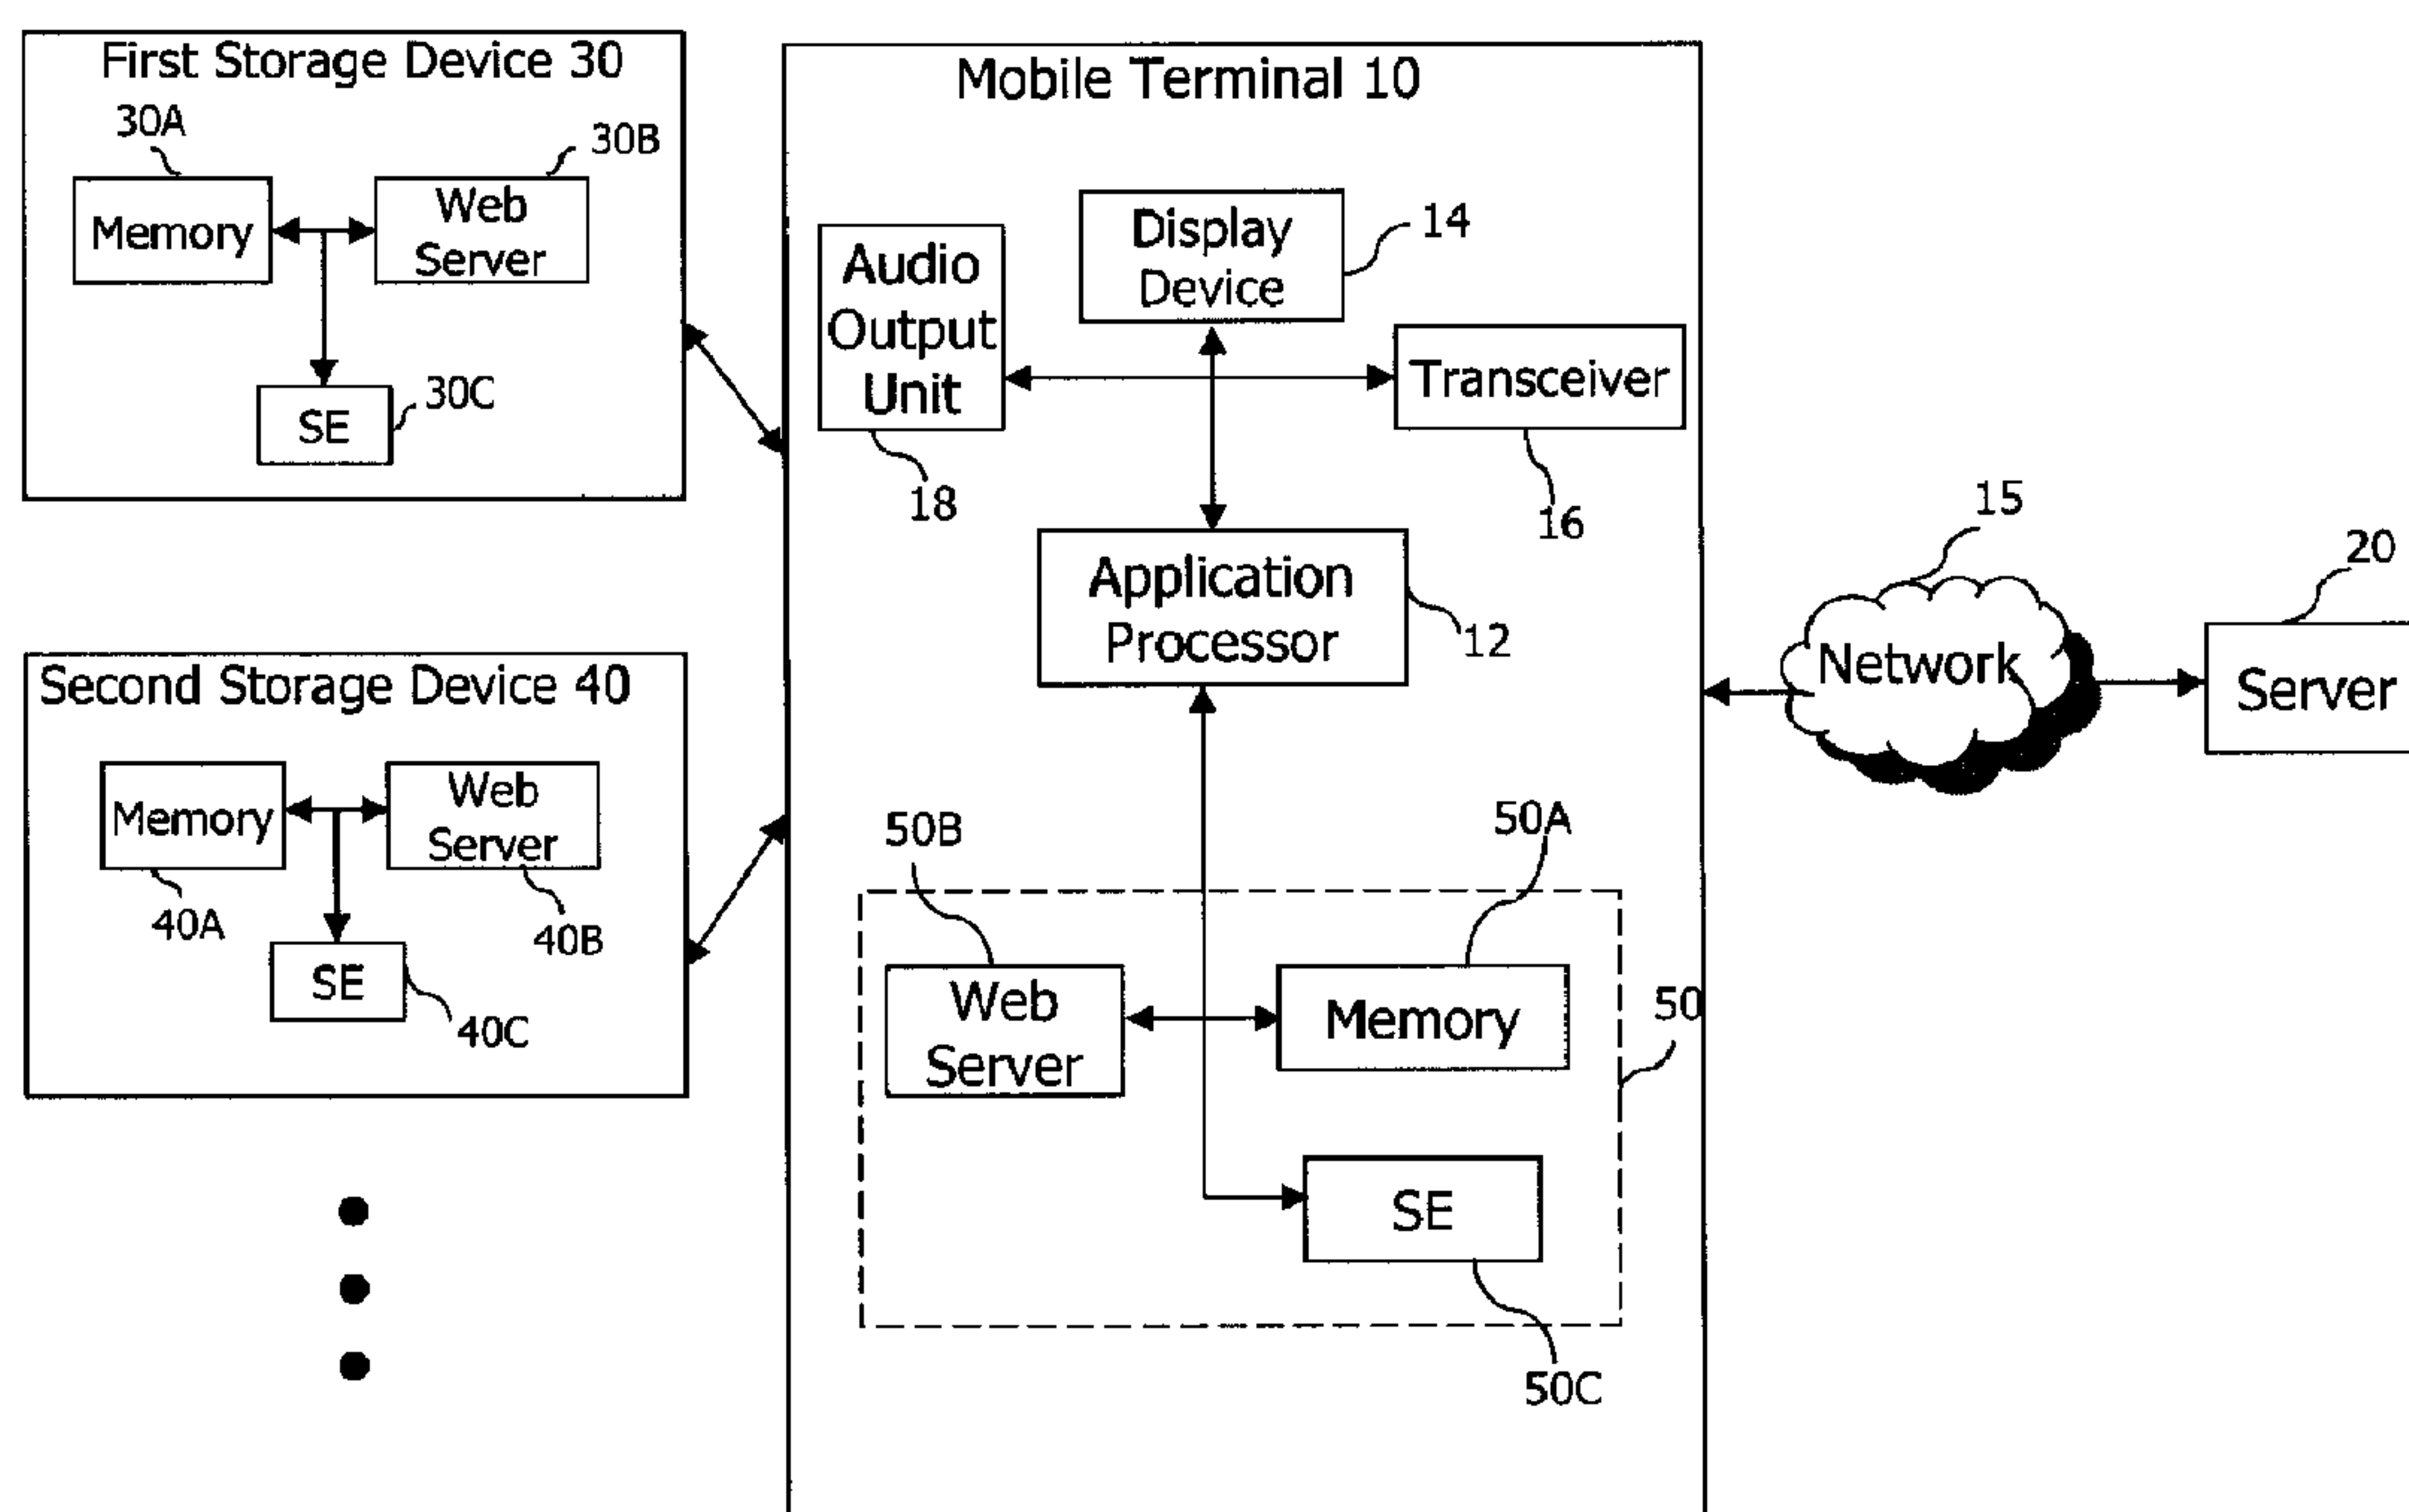 First Storage Device 30
30A
30B
Memory
Web
Server
30C
SE
Second Storage Device 40
Memory
Web
Server
40A
40B
SE
40C
Mobile Terminal 10
Display
Device
14
Audio
Output
Unit
Transceiver
18
16
Application
Processor
12
50B
50A
Web
Server
Memory
50
SE
50C
15
Network
20
Server